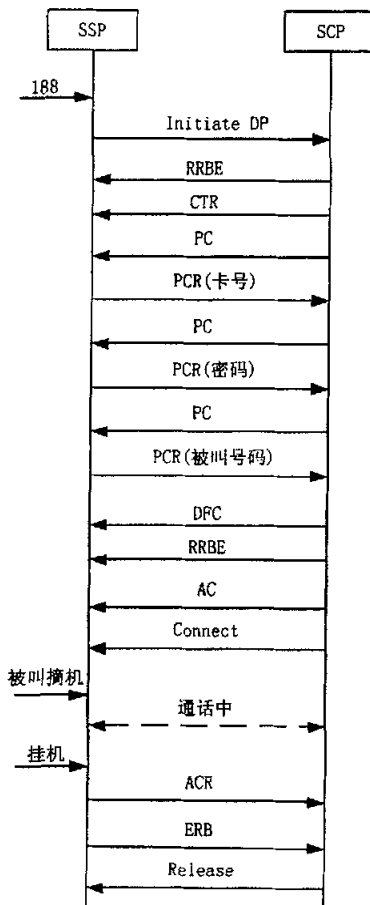 SSP
SCP
188
Initiate DP
RRBE
CTR
PC
PCR(卡号)
PC
PCR(密码)
PC
PCR(被叫号码)
DFC
RRBE
AC
Connect
被叫摘机
通话中
挂机
ACR
ERB
Release